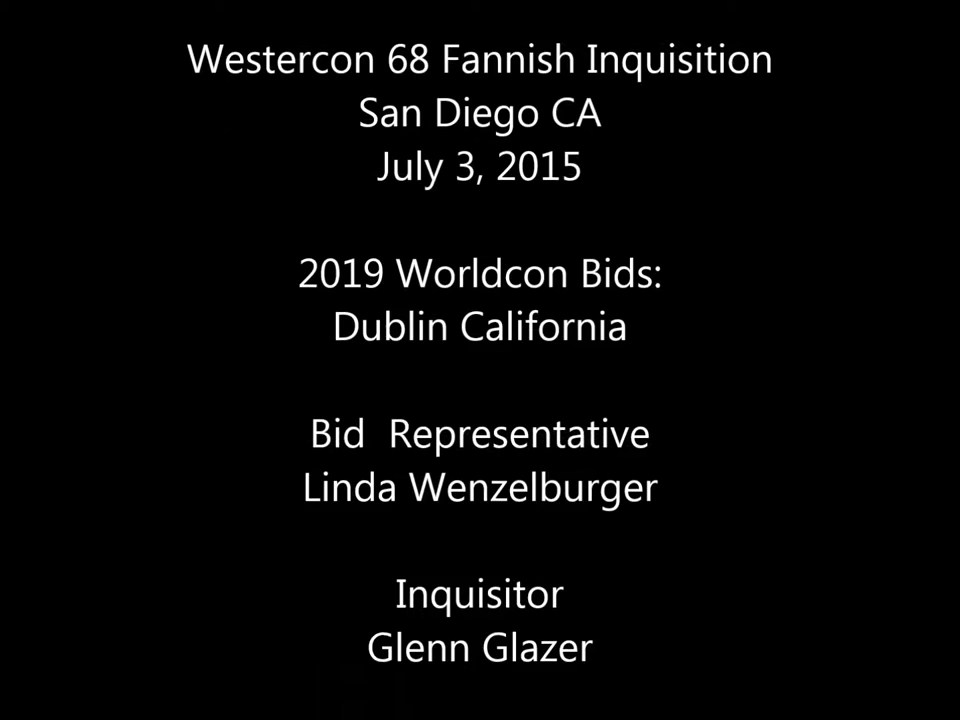 Westercon 68 Fannish Inquisition
San Diego CA
July 3, 2015
2019 Worldcon Bids:
Dublin California
Bid  Representative
Linda Wenzelburger
Inquisitor
Glenn Glazer